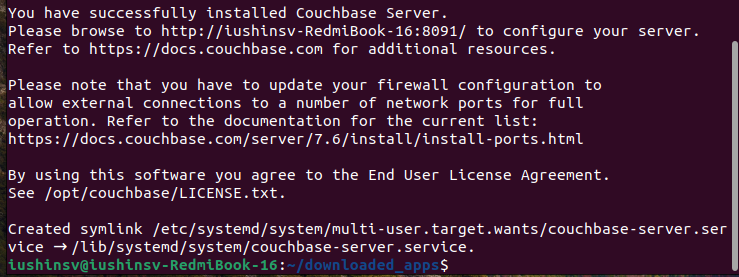 You have successfully installed Couchbase Server.
Please browse to http://iushinsv-RedmiBook-16:8091/ to configure your server.
Refer to https://docs.couchbase.com for additional resources.
Please note that you have to update your firewall configuration to
allow external connections to a number of network ports for full
operation. Refer to the documentation for the current list:
https://docs.couchbase.com/server/7.6/install/install-ports.html
By using this software you agree to the End User License Agreement.
See /opt/couchbase/LICENSE.txt.
Created symlink /etc/systemd/system/multi-user.target.wants/couchbase-server.ser
vice → /lib/systemd/system/couchbase-server.service.
iushinsv@iushinsv-RedmiBook-16:~/downloaded_apps$